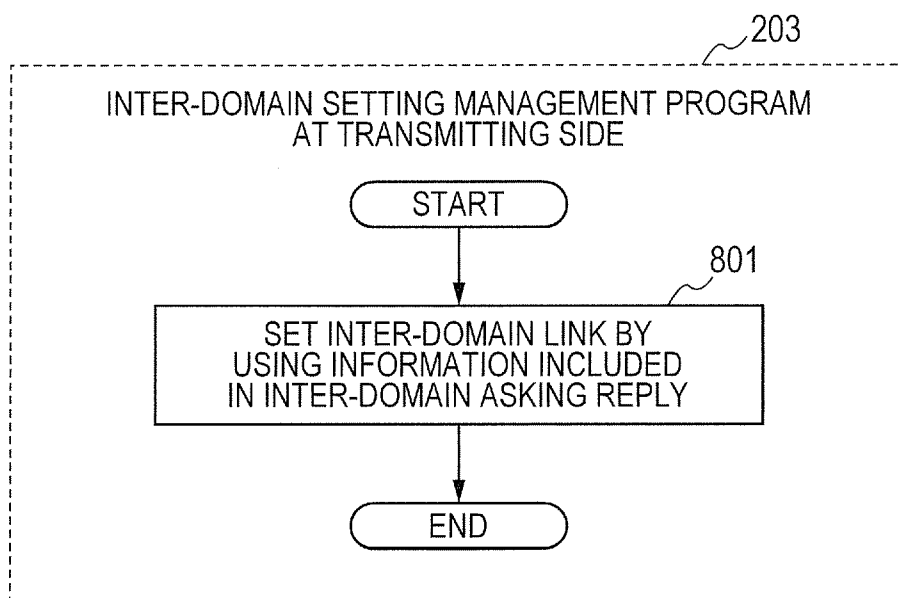 203
INTER-DOMAIN SETTING MANAGEMENT PROGRAM
AT TRANSMITTING SIDE
START
801
SET INTER-DOMAIN LINK BY
USING INFORMATION INCLUDED
IN INTER-DOMAIN ASKING REPLY
END